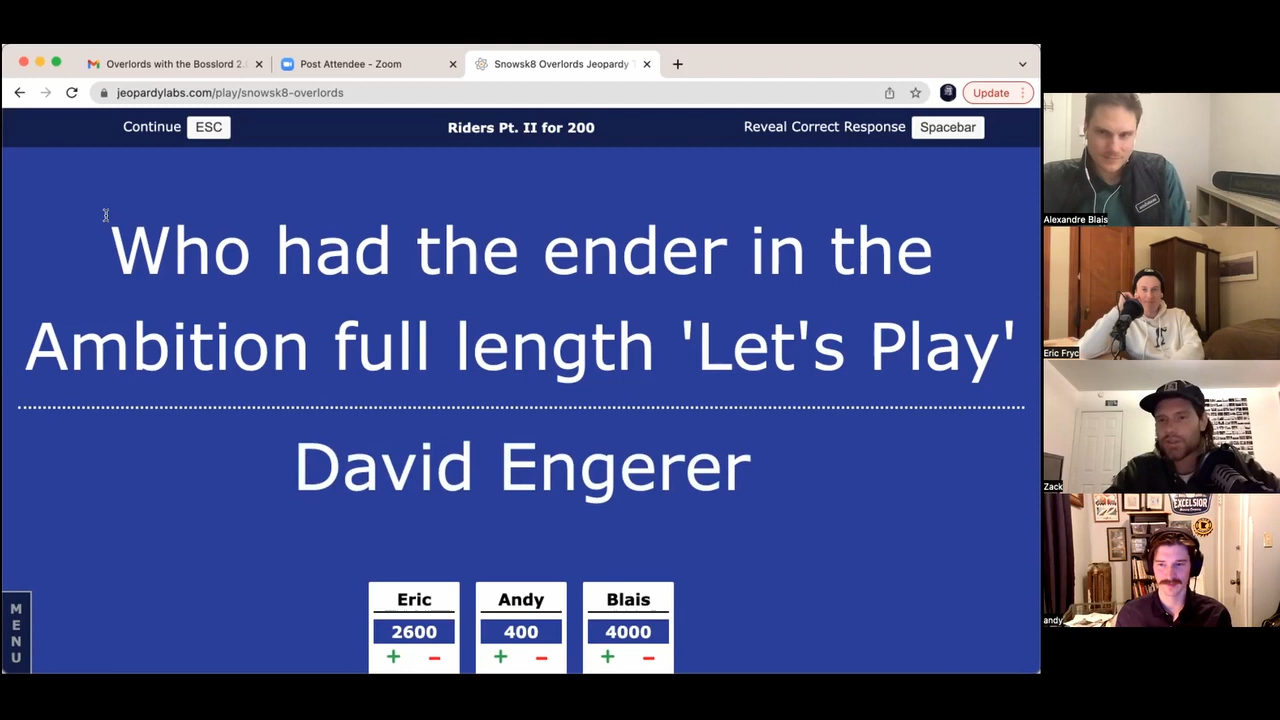 Overlords with the Bosslord 2.
Post Attendee - Zoom
Snowsk8 Overlords Jeopardy
jeopardylabs.com/play/snowsk8-overlords
Update
Continue ESC
Riders Pt. II for 200
Reveal Correct Response Spacebar
Who had the ender in the
Ambition full length 'Let's Play'
David Engerer
MENU
Eric
2600
+ −
Andy
400
+ −
Blais
4000
+ −
Alexandre Blais
Eric Fryc
Zack
EXCELSIOR
andy